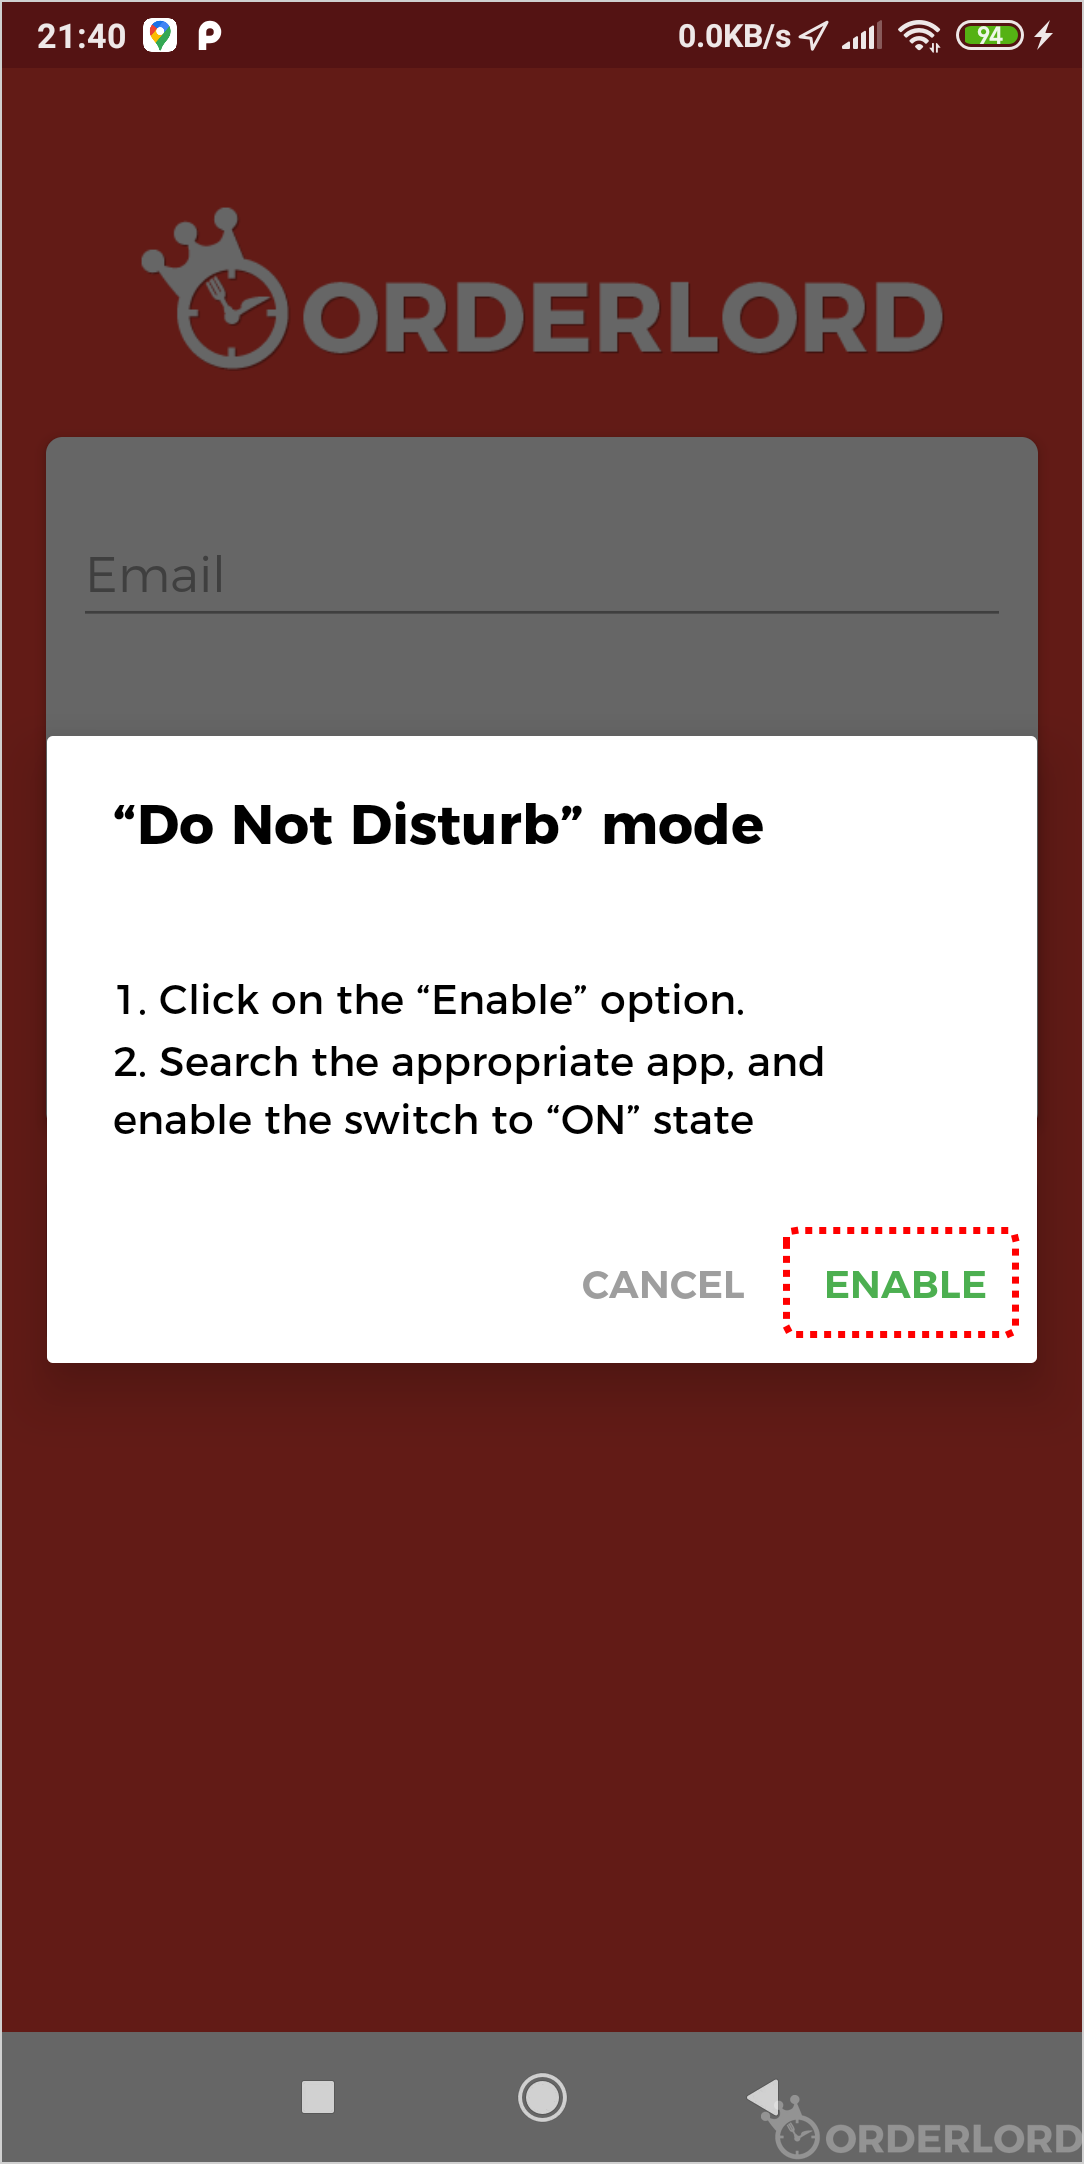 21:40 0.0KB/s 94
ORDERLORD
Email
“Do Not Disturb” mode
1. Click on the “Enable” option.
2. Search the appropriate app, and
enable the switch to “ON” state
CANCEL ENABLE
ORDERLORD